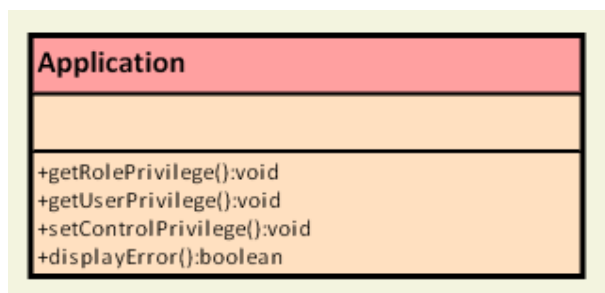 Application
+getRolePrivilege():void
+getUserPrivilege():void
+setControlPrivilege():void
+displayError():boolean